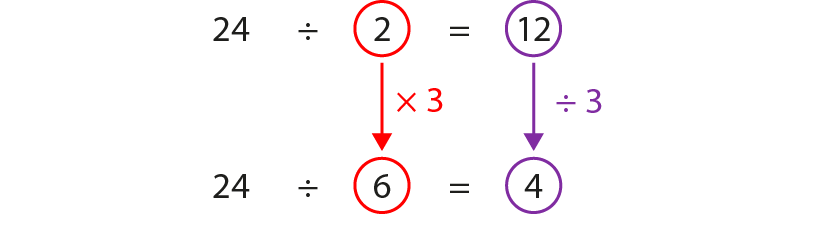 24 ÷ 2 = 12
× 3 ÷ 3
24 ÷ 6 = 4